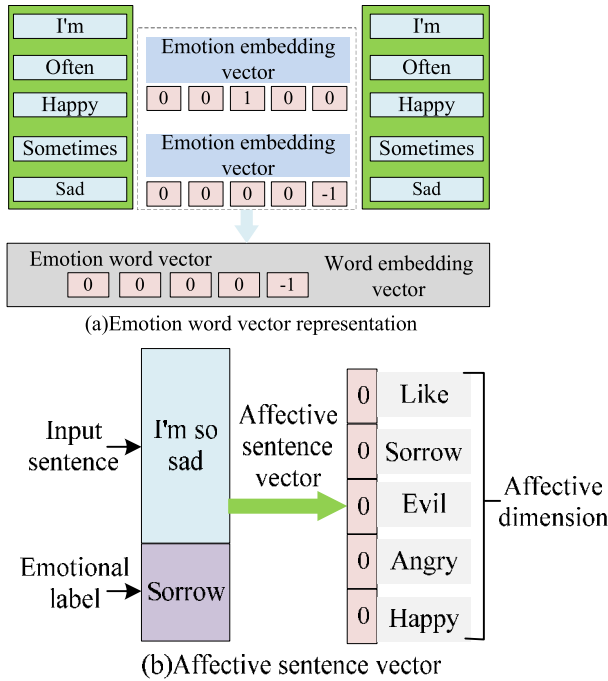 I'm
Often
Happy
Sometimes
Sad
Emotion embedding
vector
0 0 1 0 0
Emotion embedding
vector
0 0 0 0 -1
I'm
Often
Happy
Sometimes
Sad
Emotion word vector
0 0 0 0 -1
Word embedding
vector
(a)Emotion word vector representation
Input
sentence
I'm so
sad
Emotional
label
Sorrow
Affective
sentence
vector
0 Like
0 Sorrow
0 Evil
0 Angry
0 Happy
Affective
dimension
(b)Affective sentence vector